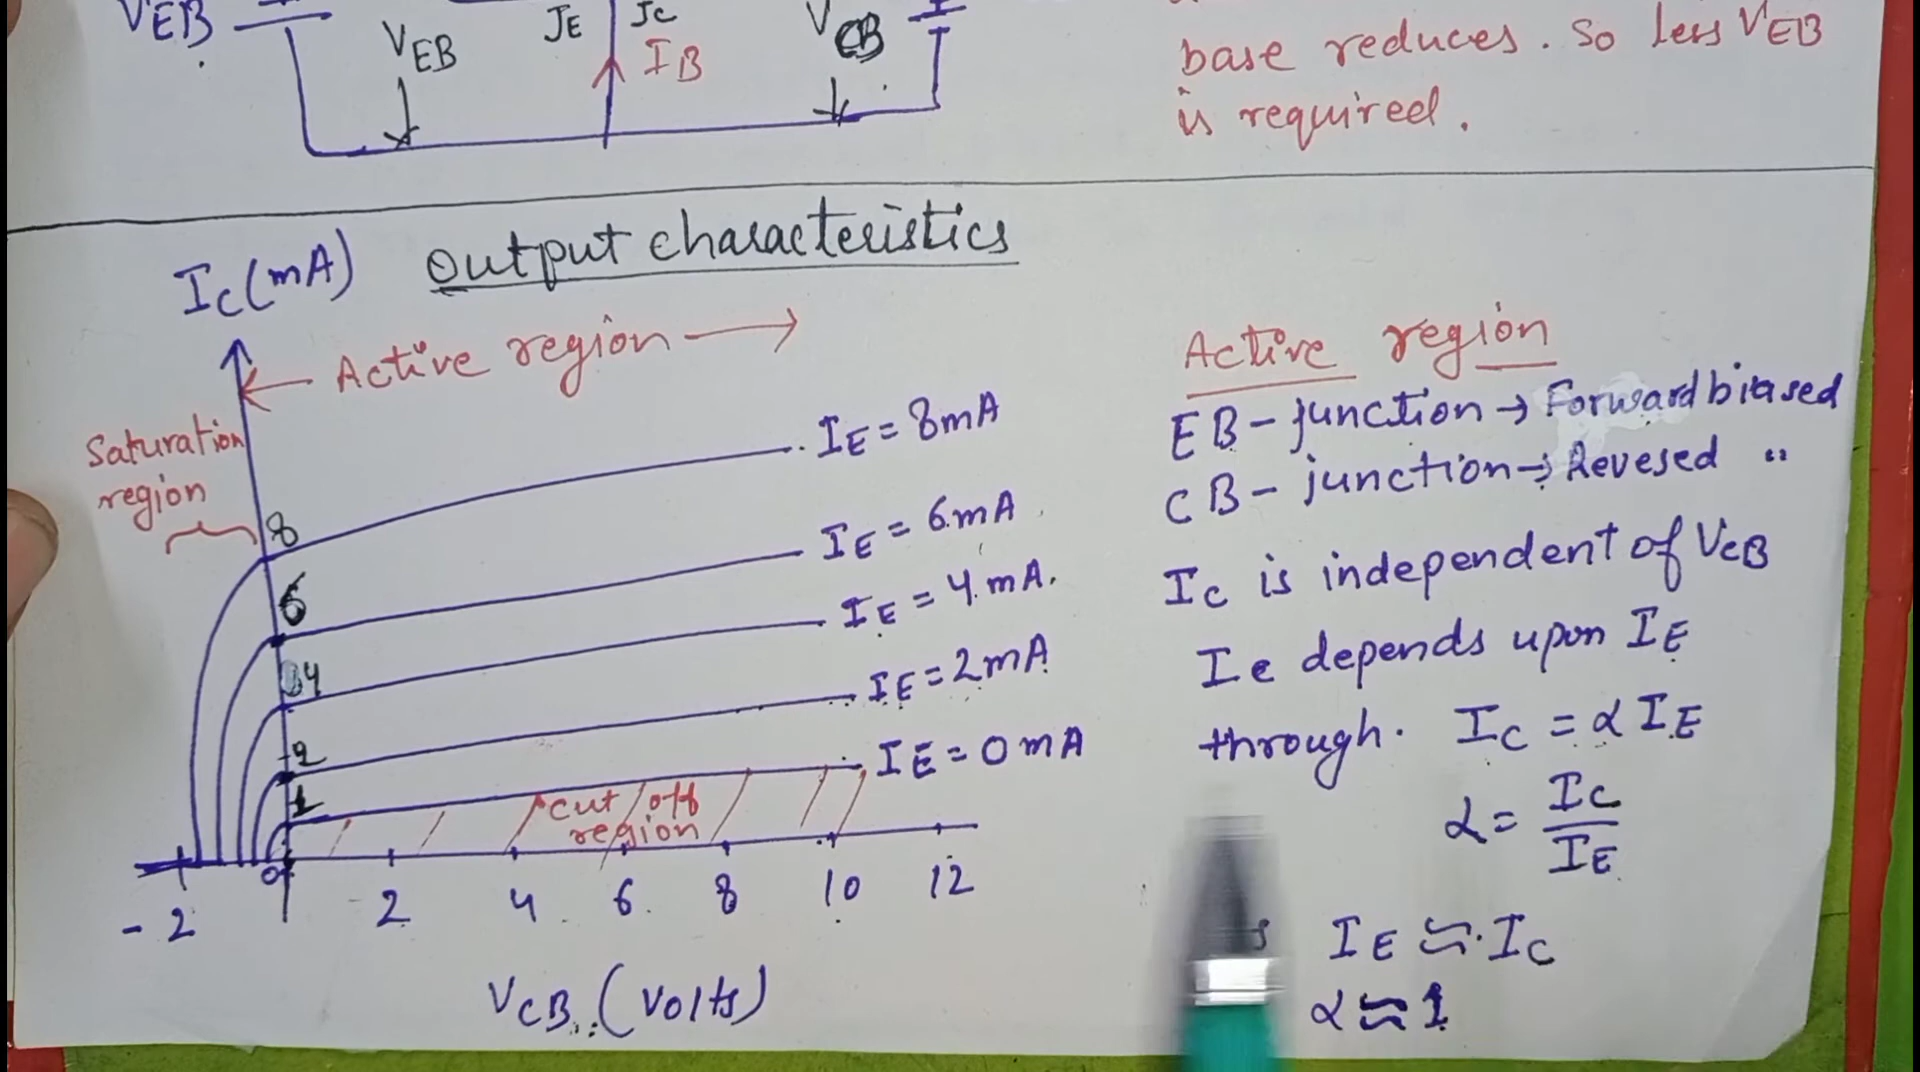 VEB
VEB
JE
JC
IB
VCB
base reduces. So less VEB
is required.
Output characteristics
IC(mA)
← Active region →
Saturation
region
8
6
4
2
1
IE = 8mA
IE = 6mA
IE = 4mA.
IE = 2mA
IE = 0mA
cut off
region
-2 0 2 4 6 8 10 12
VCB (Volts)
Active region
EB - junction → Forward biased
CB - junction → Revesed "
IC is independent of VCB
Ie depends upon IE
through. IC = αIE
α = IC
IE
IE ≈ IC
α ≈ 1